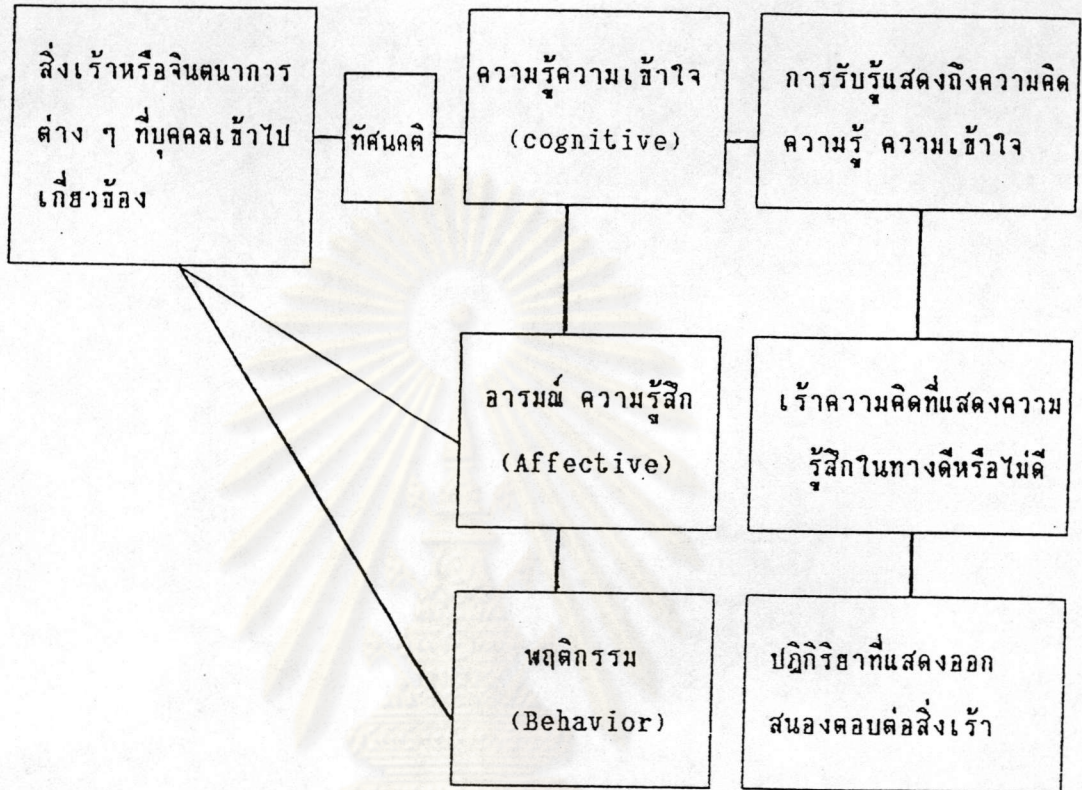 สิ่งเร้าหรือจินตนาการ
ต่าง ๆ ที่บุคคลเข้าไป
เกี่ยวข้อง
ทัศนคติ
ความรู้ความเข้าใจ
(cognitive)
การรับรู้แสดงถึงความคิด
ความรู้ ความเข้าใจ
อารมณ์ ความรู้สึก
(Affective)
เร้าความคิดที่แสดงความ
รู้สึกในทางดีหรือไม่ดี
พฤติกรรม
(Behavior)
ปฎิกิริยาที่แสดงออก
สนองตอบต่อสิ่งเร้า